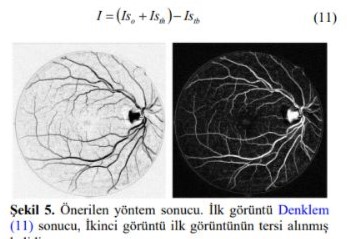 I = (Is_o + Is_th) − Is_tb (11)
Şekil 5. Önerilen yöntem sonucu. İlk görüntü Denklem
(11) sonucu, İkinci görüntü ilk görüntünün tersi alınmış